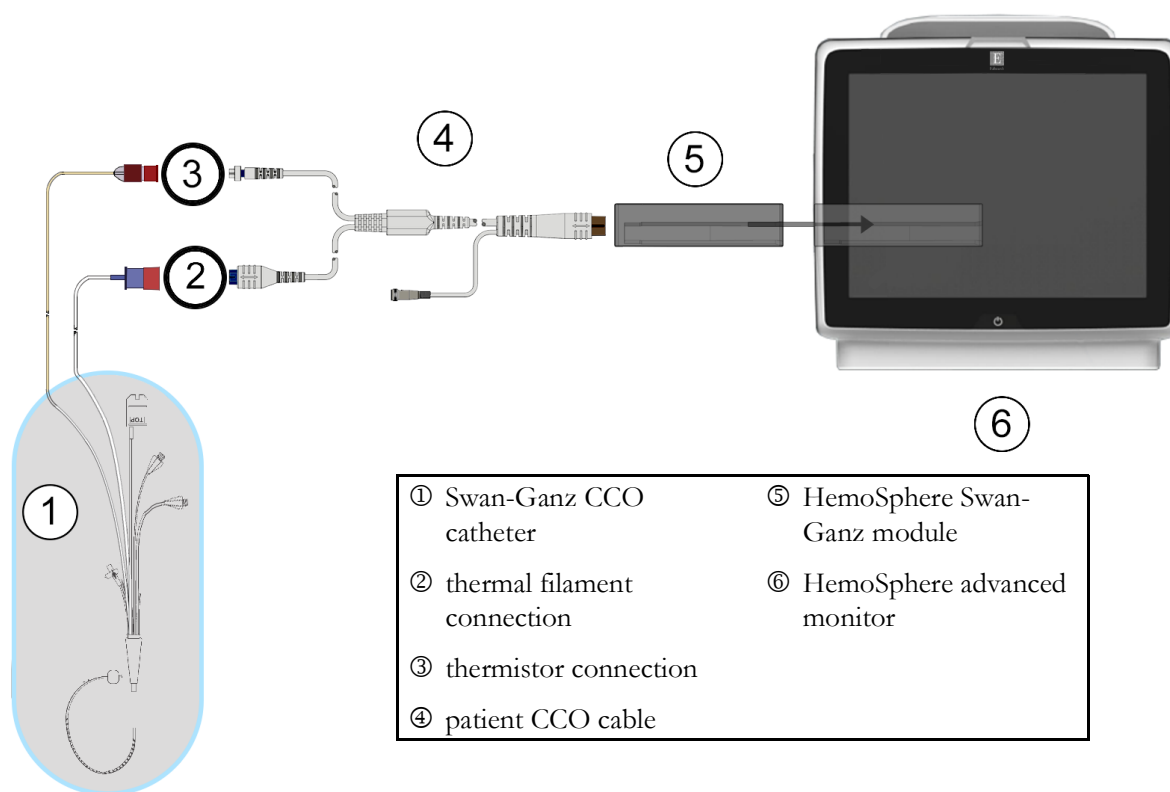 E
4
3
5
2
6
TOP
1
① Swan-Ganz CCO
catheter
② thermal filament
connection
③ thermistor connection
④ patient CCO cable
⑤ HemoSphere Swan-
Ganz module
⑥ HemoSphere advanced
monitor